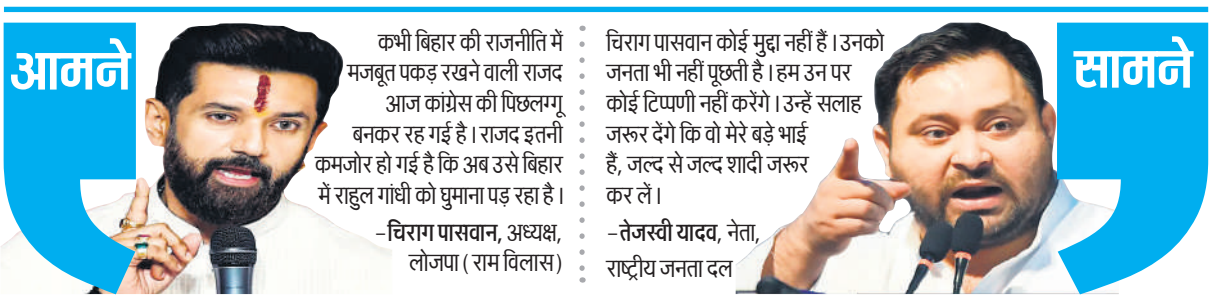 आमने
कभी बिहार की राजनीति में
मजबूत पकड़ रखने वाली राजद
आज कांग्रेस की पिछलग्गू
बनकर रह गई है। राजद इतनी
कमजोर हो गई है कि अब उसे बिहार
में राहुल गांधी को घुमाना पड़ रहा है।
-चिराग पासवान, अध्यक्ष,
लोजपा ( राम विलास )
चिराग पासवान कोई मुद्दा नहीं हैं। उनको
जनता भी नहीं पूछती है। हम उन पर
कोई टिप्पणी नहीं करेंगे। उन्हें सलाह
जरूर देंगे कि वो मेरे बड़े भाई
हैं, जल्द से जल्द शादी जरूर
कर लें।
-तेजस्वी यादव, नेता,
राष्ट्रीय जनता दल
सामने